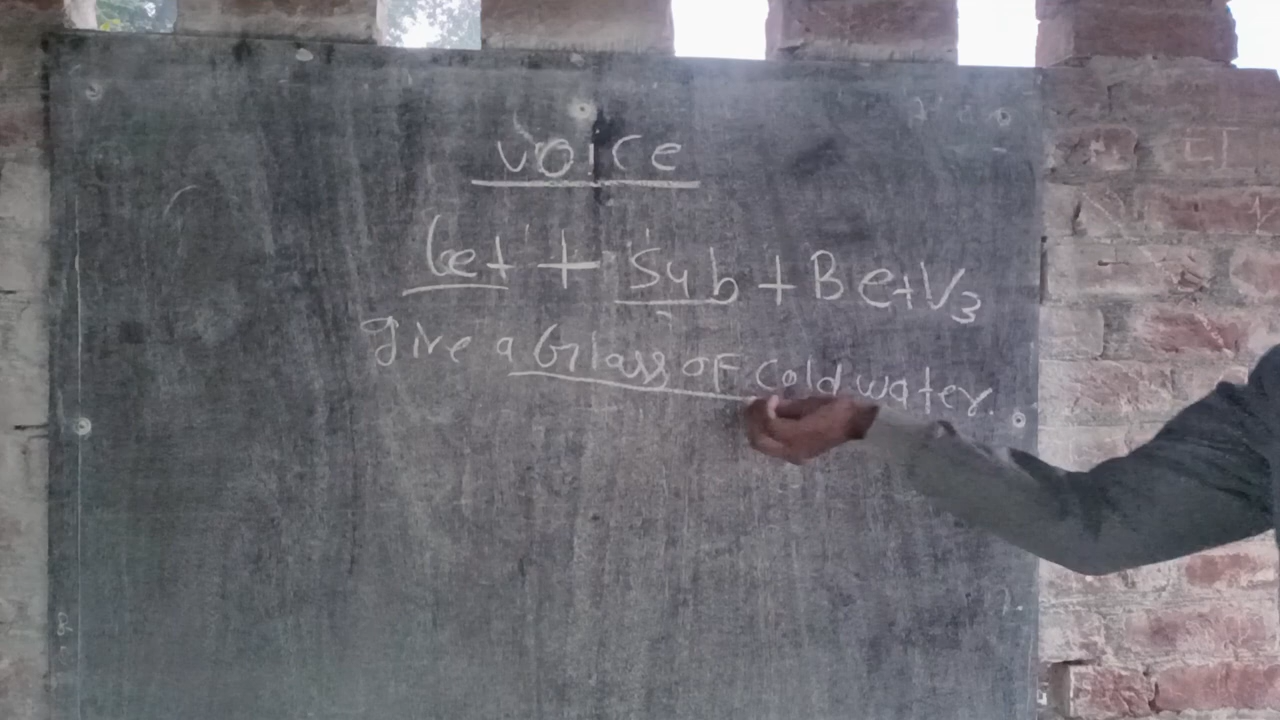 voice
let + Sub + Be+V3
give a Glass of cold water.